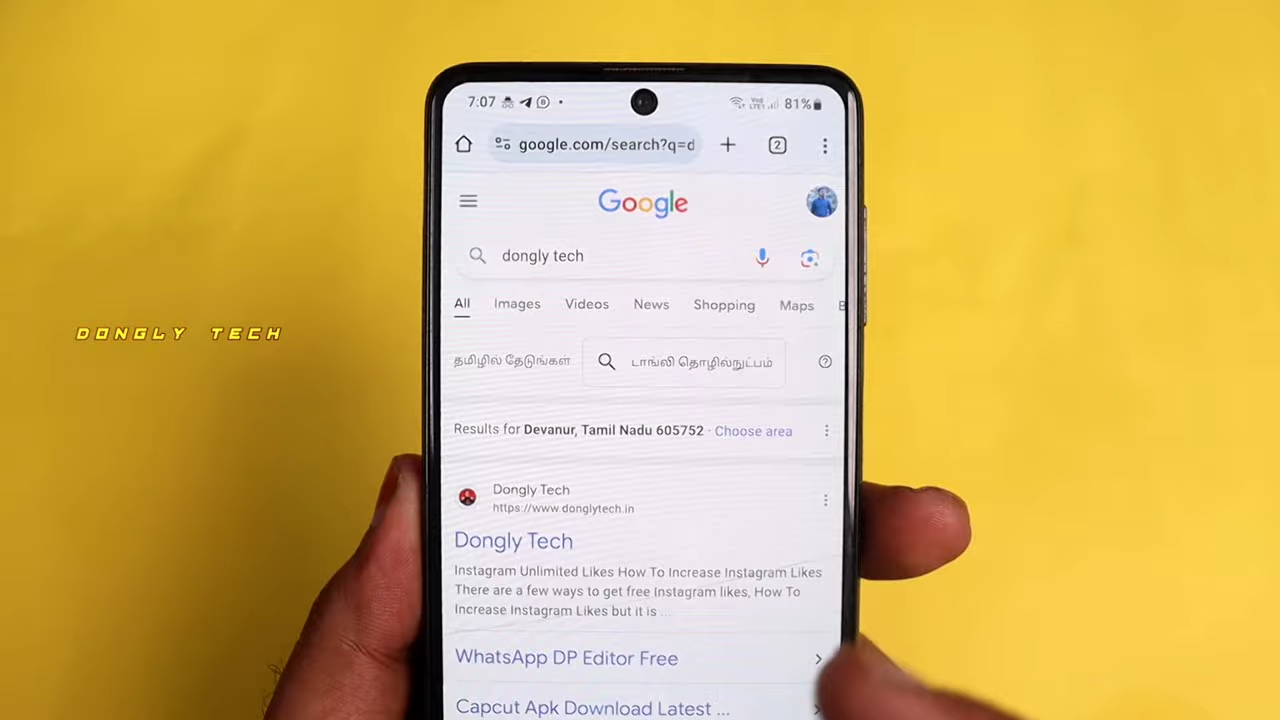 7:07 81%
google.com/search?q=d
2
Google
dongly tech
All Images Videos News Shopping Maps
தமிழில் தேடுங்கள் டாங்லி தொழில்நுட்பம்
DONGLY TECH
Results for Devanur, Tamil Nadu 605752 · Choose area
Dongly Tech
https://www.donglytech.in
Dongly Tech
Instagram Unlimited Likes How To Increase Instagram Likes
There are a few ways to get free Instagram likes, How To
Increase Instagram Likes but it is ...
WhatsApp DP Editor Free
Capcut Apk Download Latest ...